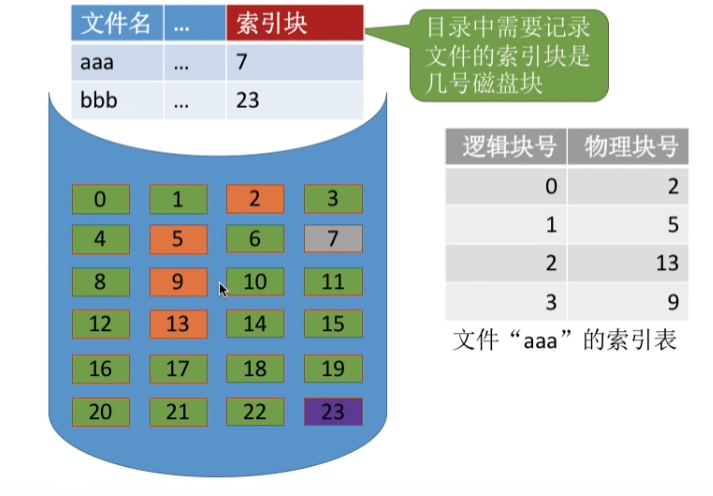 文件名 ... 索引块
aaa ... 7
bbb ... 23
目录中需要记录
文件的索引块是
几号磁盘块
逻辑块号 物理块号
0 2
1 5
2 13
3 9
文件“aaa”的索引表
0 1 2 3
4 5 6 7
8 9 10 11
12 13 14 15
16 17 18 19
20 21 22 23